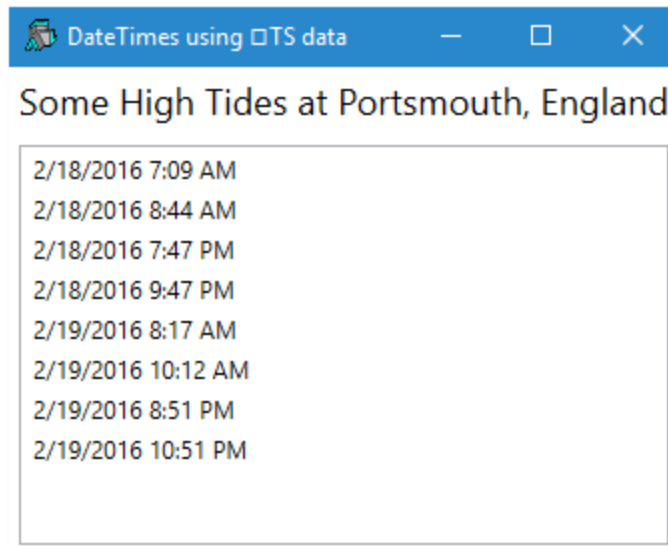 DateTimes using □TS data
Some High Tides at Portsmouth, England
2/18/2016 7:09 AM
2/18/2016 8:44 AM
2/18/2016 7:47 PM
2/18/2016 9:47 PM
2/19/2016 8:17 AM
2/19/2016 10:12 AM
2/19/2016 8:51 PM
2/19/2016 10:51 PM